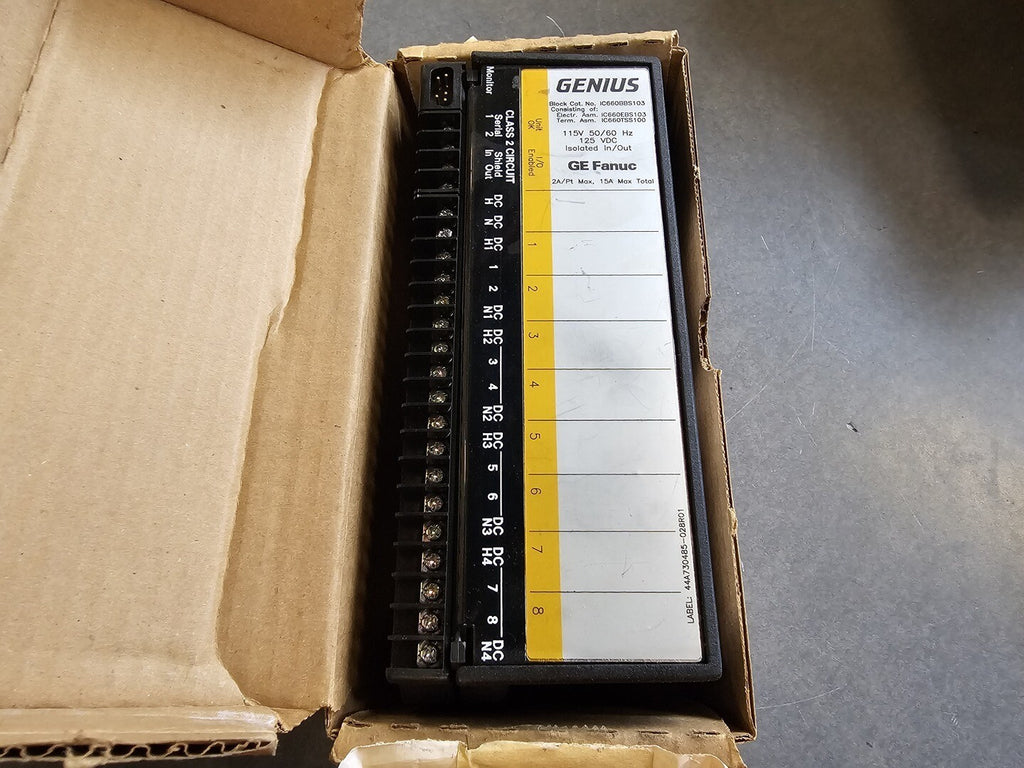 GENIUS
Block Cat. No. IC660BBS103
Consisting of:
Electr. Asm. IC660EBS103
Term. Asm. IC660TSS100
115V 50/60 Hz
125 VDC
Isolated In/Out
GE Fanuc
2A/Pt Max, 15A Max Total
Unit OK
I/O Enabled
1
2
3
4
5
6
7
8
LABEL: 44A730485-028R01
Monitor
CLASS 2 CIRCUIT
Serial Shield
1 2 In Out
DC H
DC N
DC H1
1
2
DC N1
DC H2
3
4
DC N2
DC H3
5
6
DC N3
DC H4
7
8
DC N4